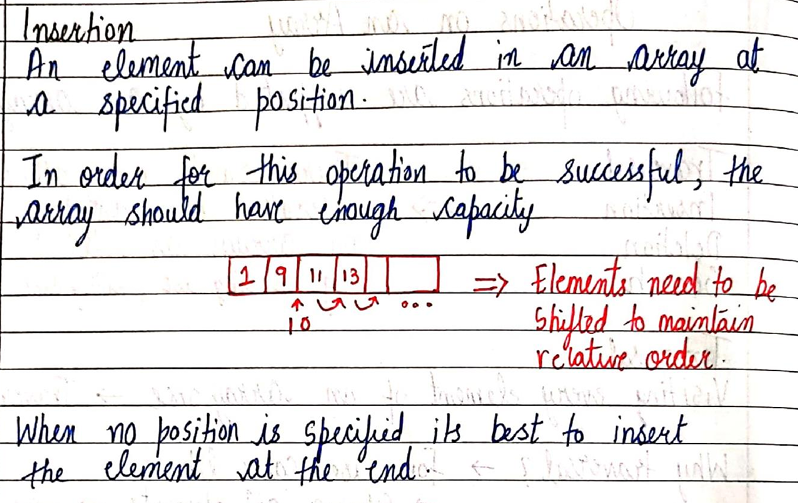 Insertion
An element can be inserted in an array at
a specified position.
In order for this operation to be successful, the
array should have enough capacity
1 9 11 13 => Elements need to be
↑ ...
10 Shifted to maintain
relative order.
When no position is specified its best to insert
the element at the end.